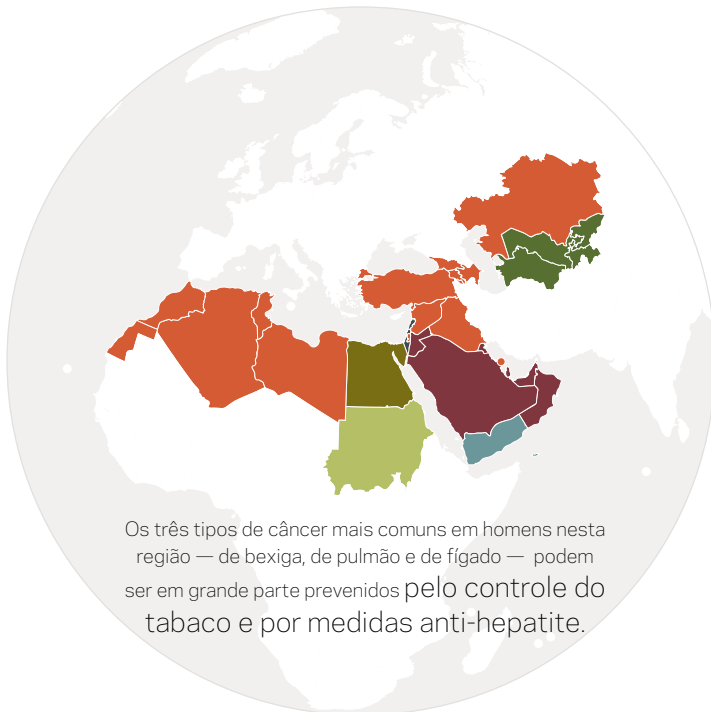 Os três tipos de câncer mais comuns em homens nesta
região — de bexiga, de pulmão e de fígado — podem
ser em grande parte prevenidos pelo controle do
tabaco e por medidas anti-hepatite.